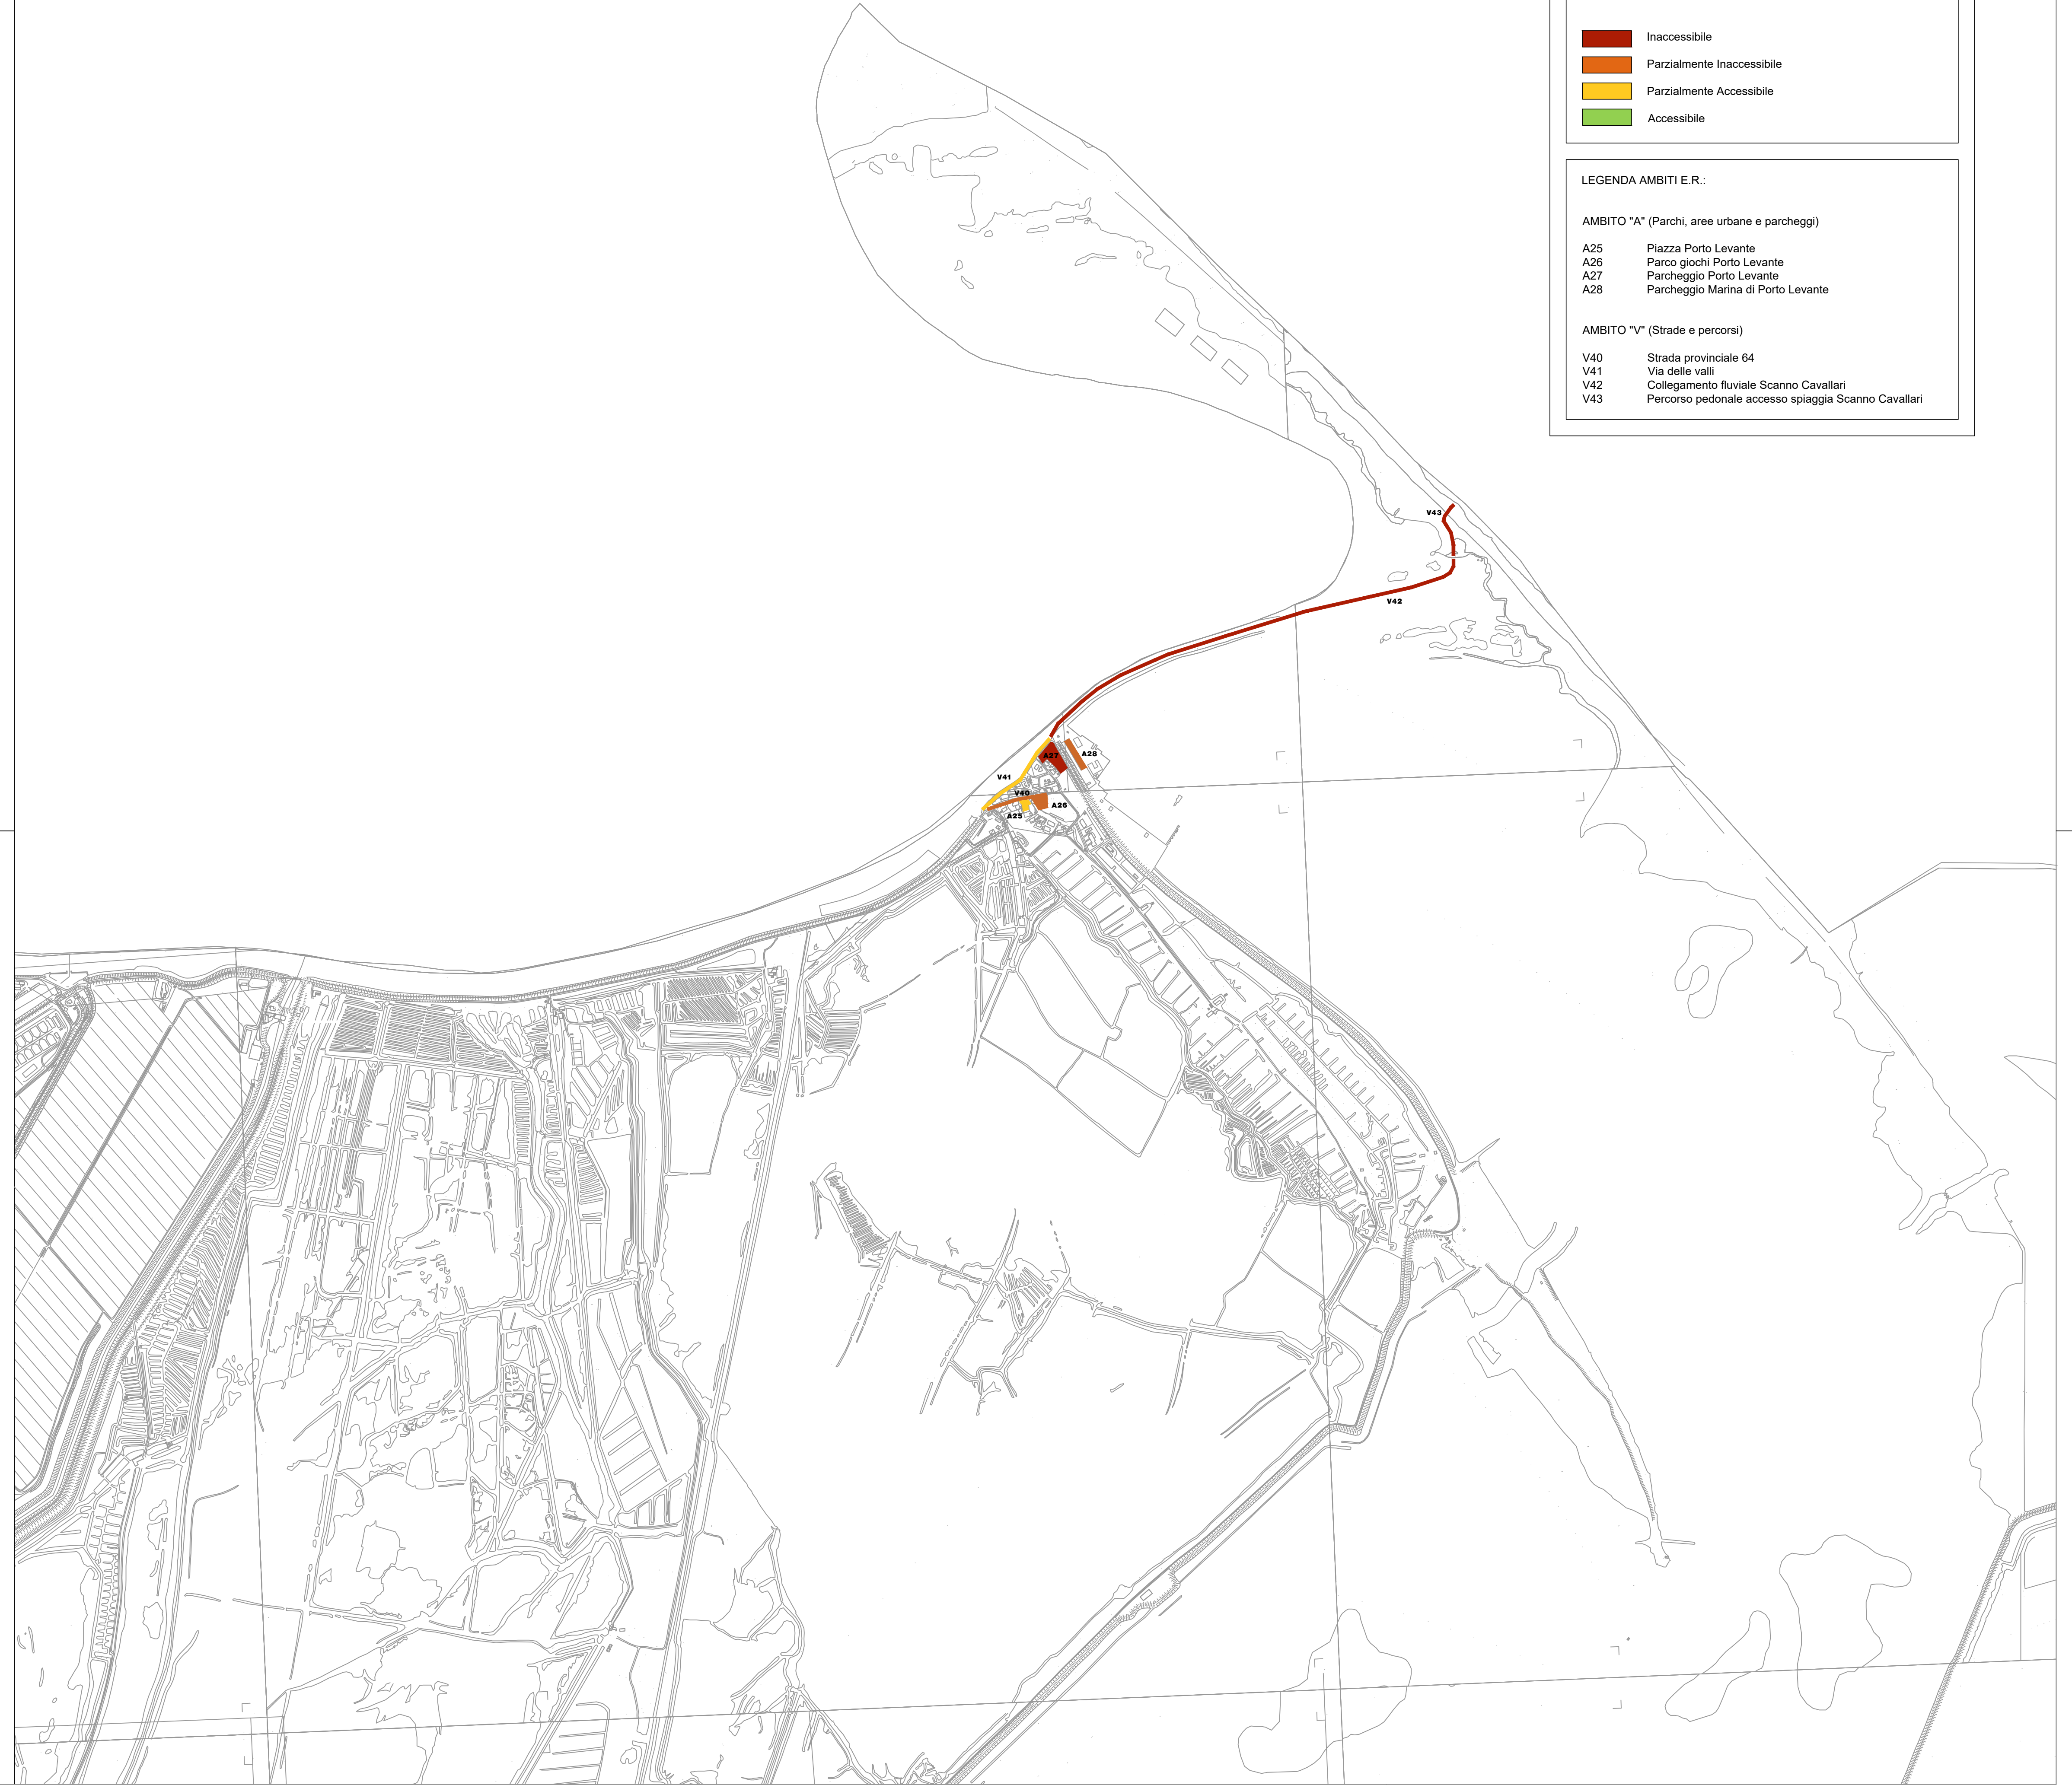 Inaccessibile
Parzialmente Inaccessibile
Parzialmente Accessibile
Accessibile
LEGENDA AMBITI E.R.:
AMBITO "A" (Parchi, aree urbane e parcheggi)
A25 Piazza Porto Levante
A26 Parco giochi Porto Levante
A27 Parcheggio Porto Levante
A28 Parcheggio Marina di Porto Levante
AMBITO "V" (Strade e percorsi)
V40 Strada provinciale 64
V41 Via delle valli
V42 Collegamento fluviale Scanno Cavallari
V43 Percorso pedonale accesso spiaggia Scanno Cavallari
V43
V42
A27
A28
V41
V40
A26
A25